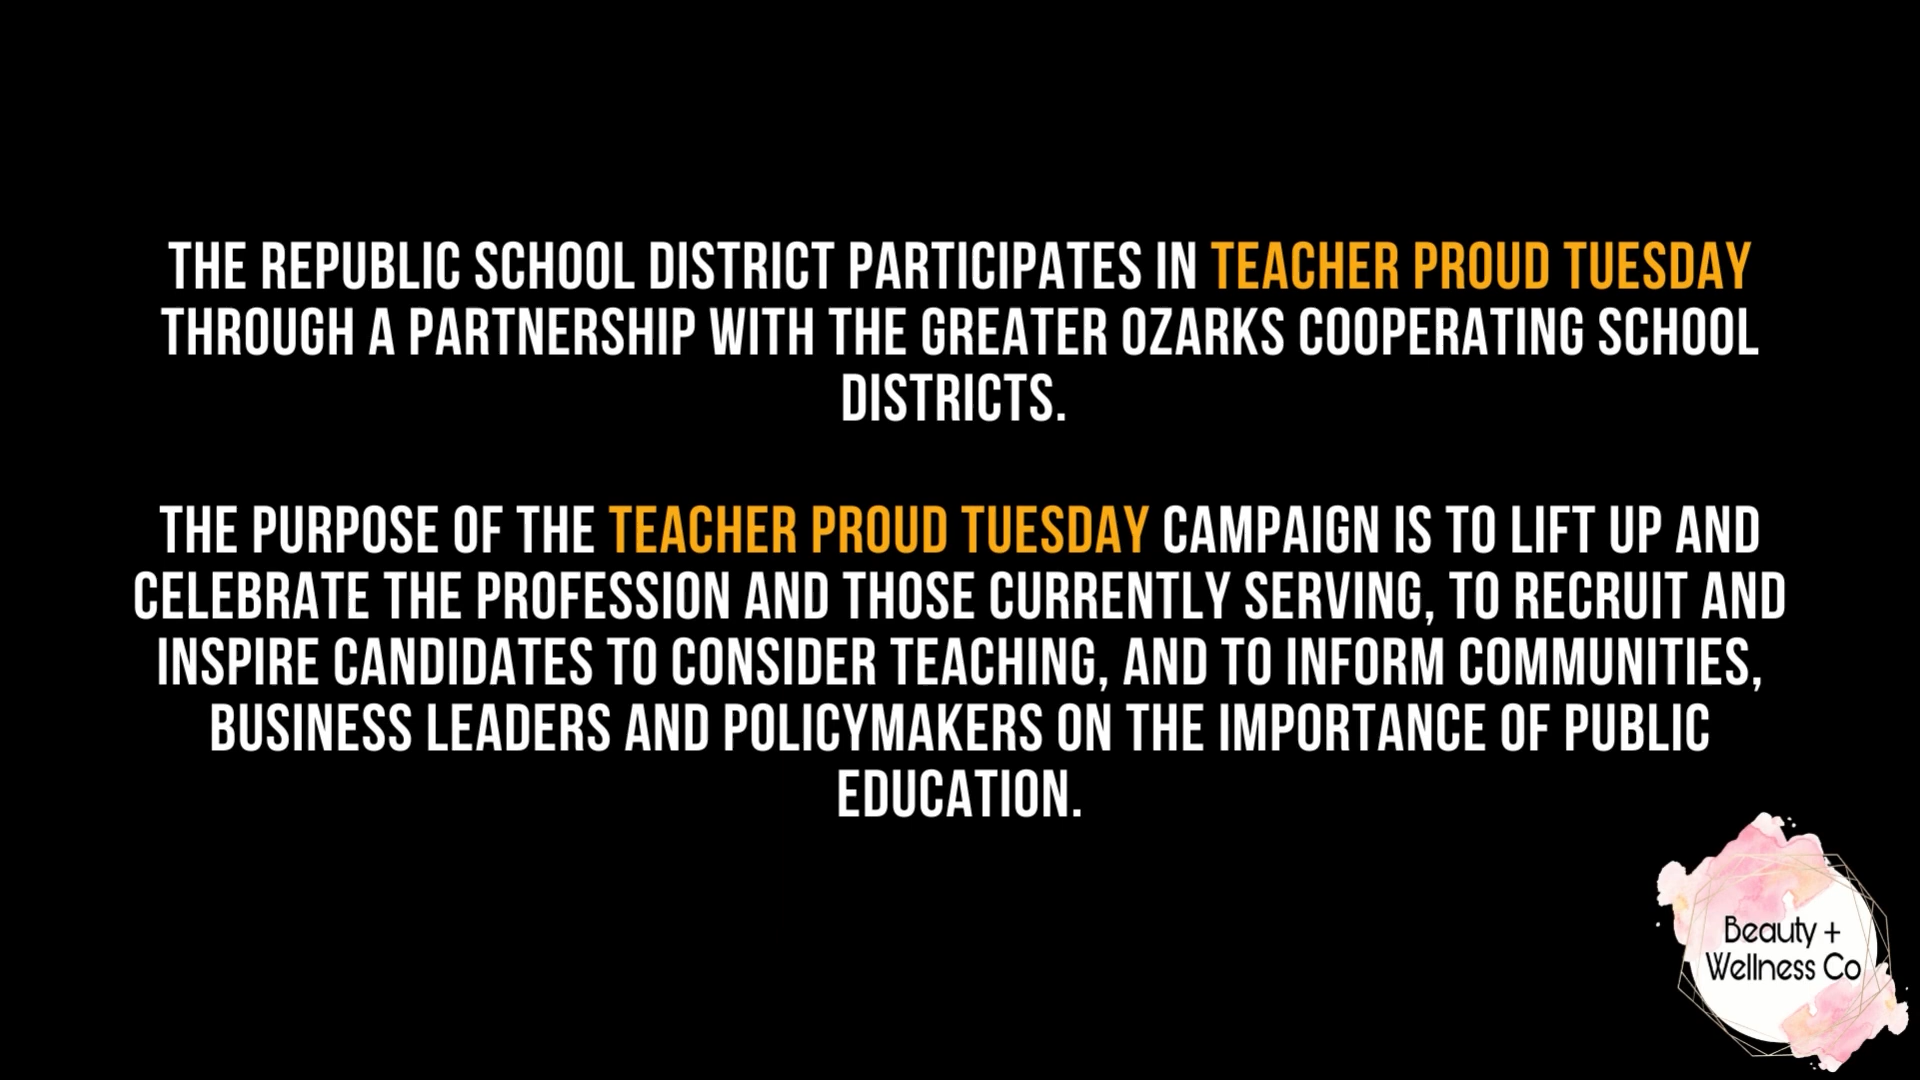 THE REPUBLIC SCHOOL DISTRICT PARTICIPATES IN TEACHER PROUD TUESDAY
THROUGH A PARTNERSHIP WITH THE GREATER OZARKS COOPERATING SCHOOL
DISTRICTS.
THE PURPOSE OF THE TEACHER PROUD TUESDAY CAMPAIGN IS TO LIFT UP AND
CELEBRATE THE PROFESSION AND THOSE CURRENTLY SERVING, TO RECRUIT AND
INSPIRE CANDIDATES TO CONSIDER TEACHING, AND TO INFORM COMMUNITIES,
BUSINESS LEADERS AND POLICYMAKERS ON THE IMPORTANCE OF PUBLIC
EDUCATION.
Beauty +
Wellness Co